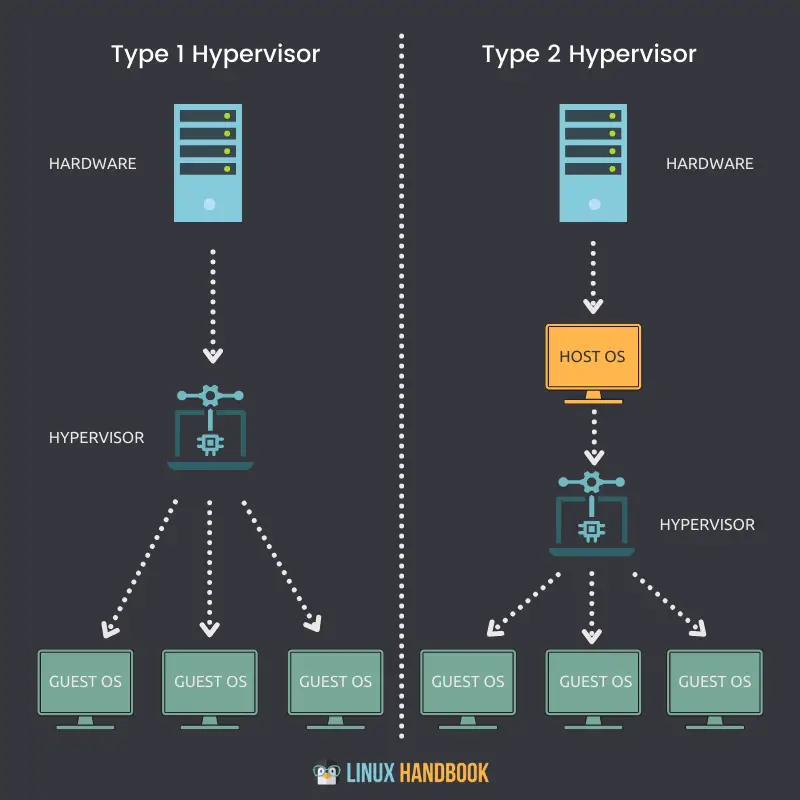 Type 1 Hypervisor
HARDWARE
HYPERVISOR
GUEST OS
GUEST OS
GUEST OS
Type 2 Hypervisor
HARDWARE
HOST OS
HYPERVISOR
GUEST OS
GUEST OS
GUEST OS
LINUX HANDBOOK